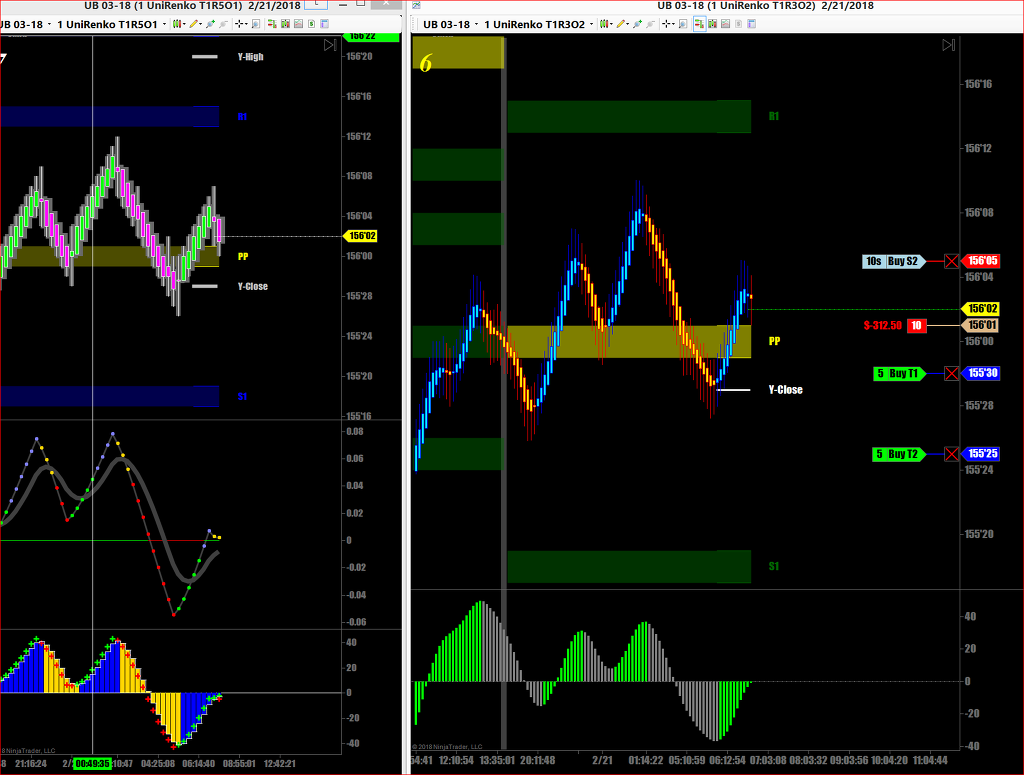 UB 03-18 (1 UniRenko T1R5O1) 2/21/2018
UB 03-18 (1 UniRenko T1R3O2) 2/21/2018
JB 03-18 1 UniRenko T1R5O1
UB 03-18 1 UniRenko T1R3O2
156'22
156'20
156'16
156'12
156'08
156'04
156'02
156'00
155'28
155'24
155'20
155'16
Y-High
R1
PP
Y-Close
S1
0.08
0.06
0.04
0.02
0
-0.02
-0.04
-0.06
40
20
0
-20
-40
8 NinjaTrader, LLC
21:16:24
00:49:35
10:47
04:25:08
06:14:40
08:55:01
12:42:21
6
R1
PP
Y-Close
S1
156'16
156'12
156'08
10s Buy S2 156'05
156'04
156'02
$-312.50 10 156'01
156'00
5 Buy T1 155'30
155'28
5 Buy T2 155'25
155'24
155'20
40
20
0
-20
-40
© 2018 NinjaTrader, LLC
54:41 12:10:54 13:35:01 20:11:48 2/21 01:14:22 05:10:59 06:12:54 07:03:08 08:03:32 09:03:56 10:04:20 11:04:44